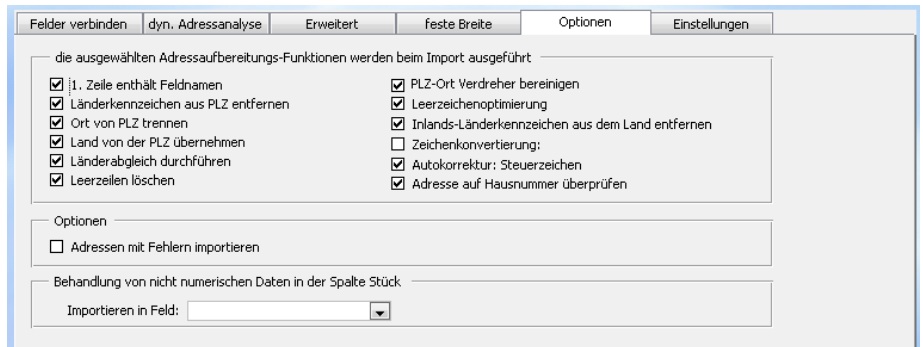 Felder verbinden
dyn. Adressanalyse
Erweitert
feste Breite
Optionen
Einstellungen
die ausgewählten Adressaufbereitungs-Funktionen werden beim Import ausgeführt
1. Zeile enthält Feldnamen
Länderkennzeichen aus PLZ entfernen
Ort von PLZ trennen
Land von der PLZ übernehmen
Länderabgleich durchführen
Leerzeilen löschen
PLZ-Ort Verdreher bereinigen
Leerzeichenoptimierung
Inlands-Länderkennzeichen aus dem Land entfernen
Zeichenkonvertierung:
Autokorrektur: Steuerzeichen
Adresse auf Hausnummer überprüfen
Optionen
Adressen mit Fehlern importieren
Behandlung von nicht numerischen Daten in der Spalte Stück
Importieren in Feld: